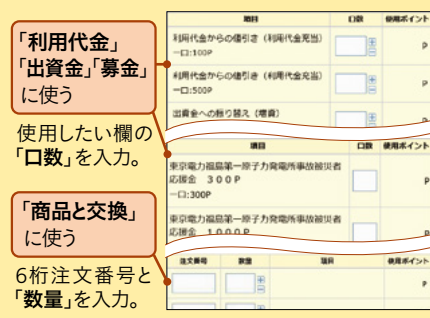 「利用代金」
「出資金」「募金」
に使う
使用したい欄の
「口数」を入力。
「商品と交換」
に使う
6桁注文番号と
「数量」を入力。
項目 口数 使用ポイント
利用代金からの値引き（利用代金充当）
一口:100P
P
利用代金からの値引き（利用代金充当）
一口:500P
P
出資金への振り替え（増資）
P
項目 口数 使用ポイント
東京電力福島第一原子力発電所事故被災者
応援金 300P
一口:300P
P
東京電力福島第一原子力発電所事故被災者
応援金 1000P
P
注文番号 数量 項目 使用ポイント
P